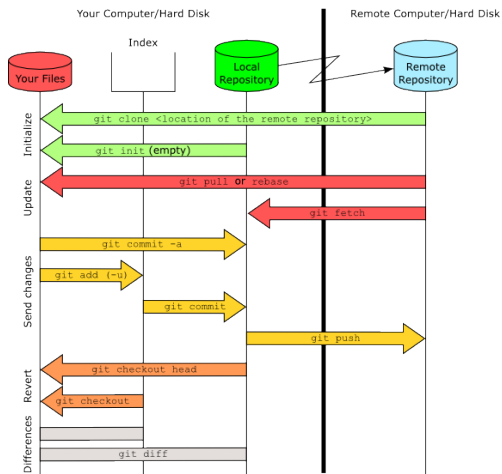 Your Computer/Hard Disk
Remote Computer/Hard Disk
Index
Your Files
Local
Repository
Remote
Repository
Initialize
git clone <location of the remote repository>
git init (empty)
Update
git pull or rebase
git fetch
Send changes
git commit -a
git add (-u)
git commit
git push
Revert
git checkout head
git checkout
Differences
git diff